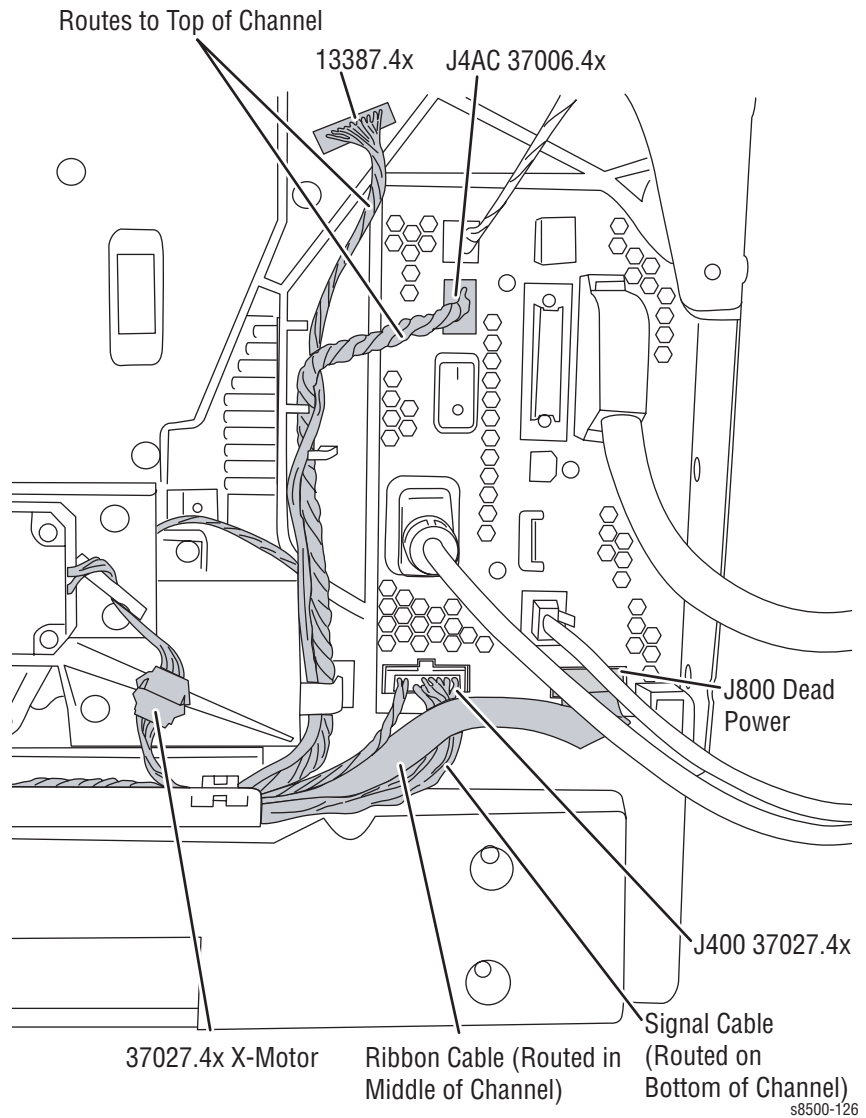 Routes to Top of Channel
13387.4x
J4AC 37006.4x
J800 Dead
Power
J400 37027.4x
37027.4x X-Motor
Ribbon Cable (Routed in
Middle of Channel)
Signal Cable
(Routed on
Bottom of Channel)
s8500-126